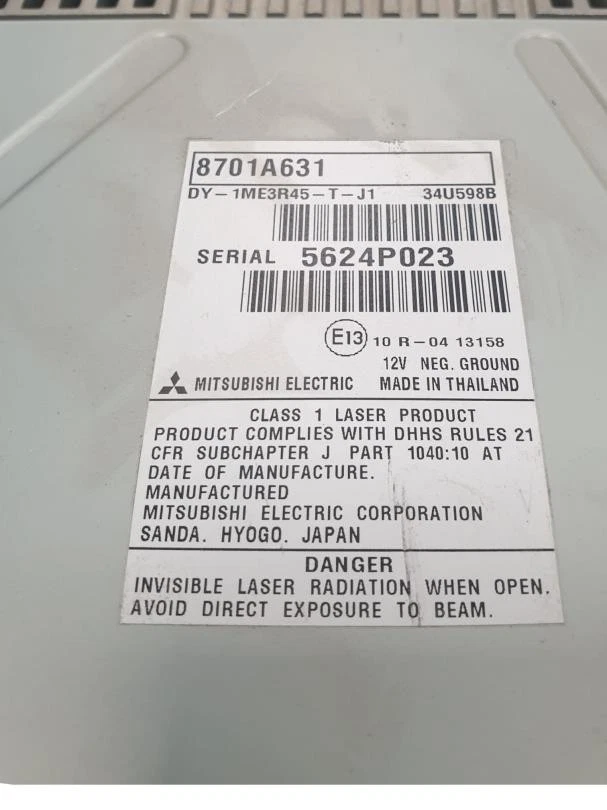 8701A631
DY-1ME3R45-T-J1 34U598B
SERIAL 5624P023
E13 10 R-04 13158
12V NEG. GROUND
MITSUBISHI ELECTRIC MADE IN THAILAND
CLASS 1 LASER PRODUCT
PRODUCT COMPLIES WITH DHHS RULES 21
CFR SUBCHAPTER J PART 1040:10 AT
DATE OF MANUFACTURE.
MANUFACTURED
MITSUBISHI ELECTRIC CORPORATION
SANDA. HYOGO. JAPAN
DANGER
INVISIBLE LASER RADIATION WHEN OPEN.
AVOID DIRECT EXPOSURE TO BEAM.